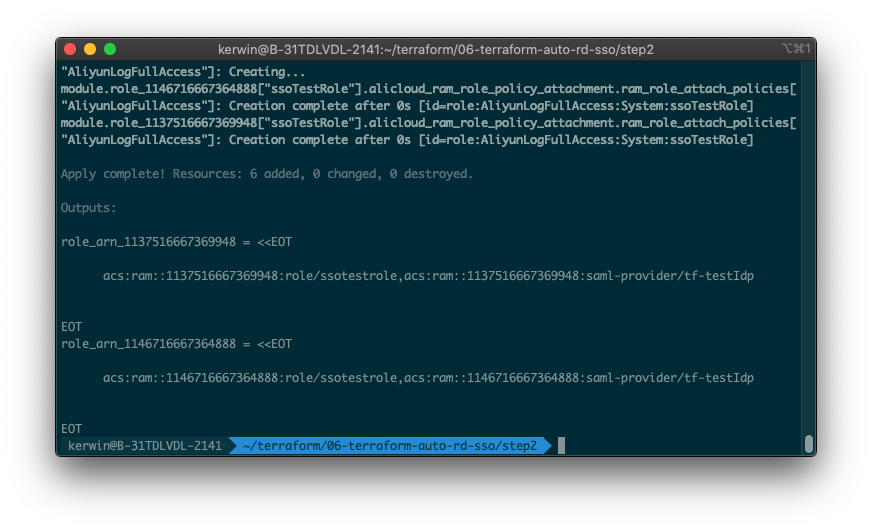 kerwin@B-31TDLVDL-2141:~/terraform/06-terraform-auto-rd-sso/step2
⌥⌘1
"AliyunLogFullAccess"]: Creating...
module.role_1146716667364888["ssoTestRole"].alicloud_ram_role_policy_attachment.ram_role_attach_policies[
"AliyunLogFullAccess"]: Creation complete after 0s [id=role:AliyunLogFullAccess:System:ssoTestRole]
module.role_1137516667369948["ssoTestRole"].alicloud_ram_role_policy_attachment.ram_role_attach_policies[
"AliyunLogFullAccess"]: Creation complete after 0s [id=role:AliyunLogFullAccess:System:ssoTestRole]
Apply complete! Resources: 6 added, 0 changed, 0 destroyed.
Outputs:
role_arn_1137516667369948 = <<EOT
acs:ram::1137516667369948:role/ssotestrole,acs:ram::1137516667369948:saml-provider/tf-testIdp
EOT
role_arn_1146716667364888 = <<EOT
acs:ram::1146716667364888:role/ssotestrole,acs:ram::1146716667364888:saml-provider/tf-testIdp
EOT
kerwin@B-31TDLVDL-2141 ~/terraform/06-terraform-auto-rd-sso/step2